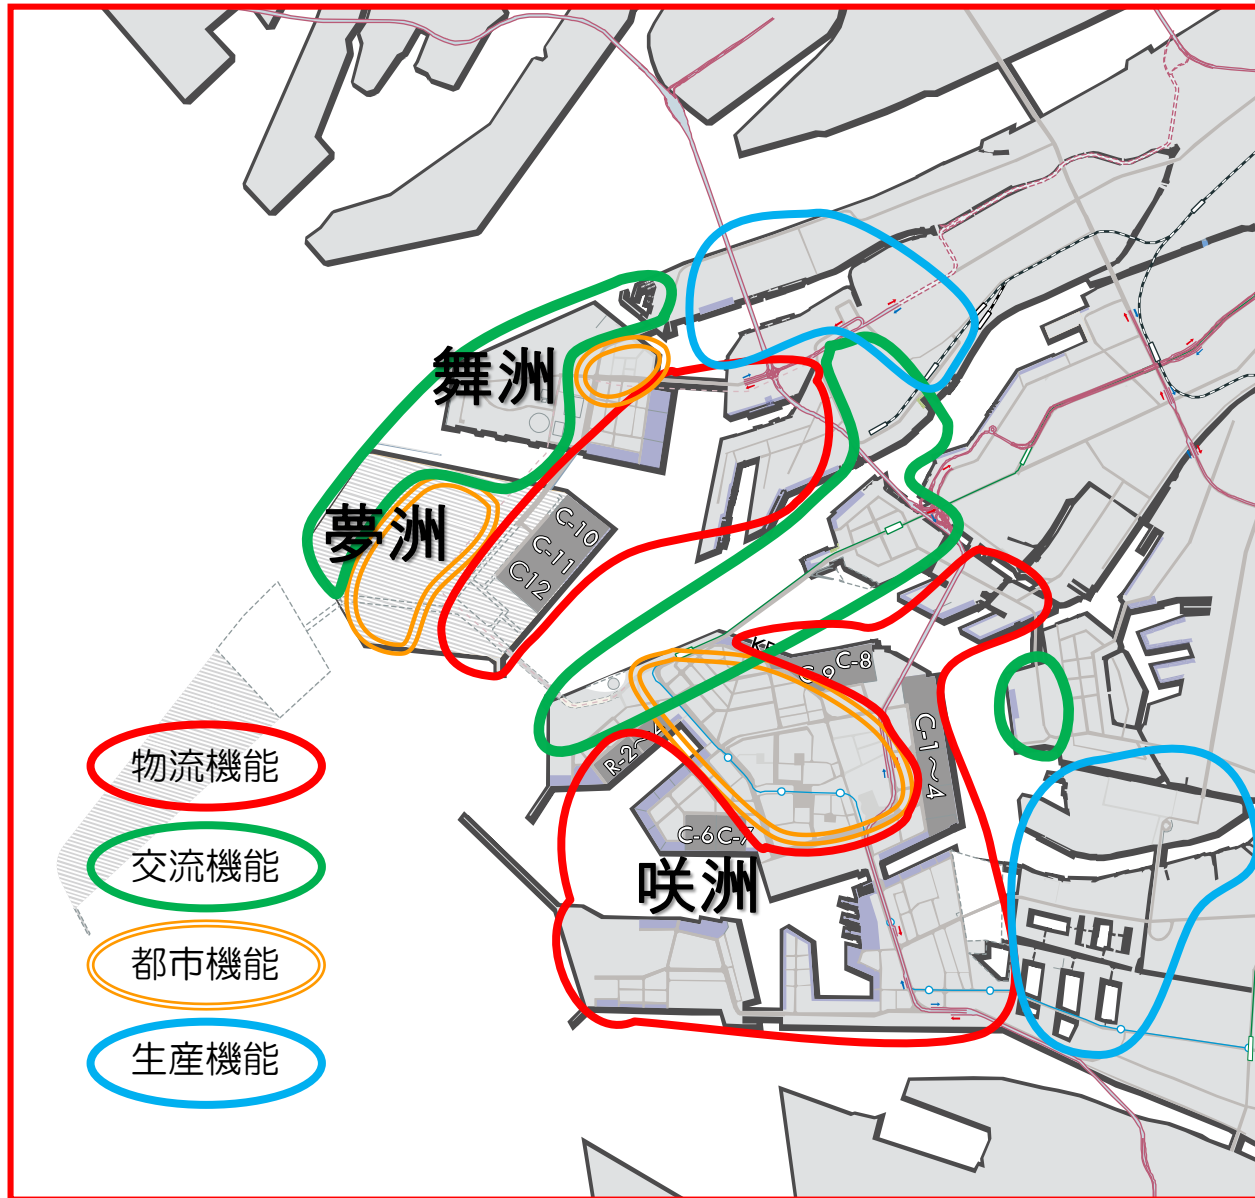 舞洲
夢洲
C-10
C-11
C12
C-8
C-9
C-1～4
R-2～
C-6
C-7
咲洲
物流機能
交流機能
都市機能
生産機能